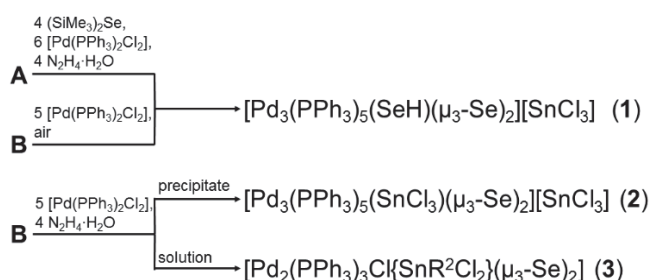 4 (SiMe₃)₂Se,
6 [Pd(PPh₃)₂Cl₂],
4 N₂H₄·H₂O
A
5 [Pd(PPh₃)₂Cl₂],
air
B
[Pd₃(PPh₃)₅(SeH)(μ₃-Se)₂][SnCl₃] (1)
5 [Pd(PPh₃)₂Cl₂],
4 N₂H₄·H₂O
B
precipitate
[Pd₃(PPh₃)₅(SnCl₃)(μ₃-Se)₂][SnCl₃] (2)
solution
[Pd₂(PPh₃)₃Cl{SnR²Cl₂}(μ₃-Se)₂] (3)